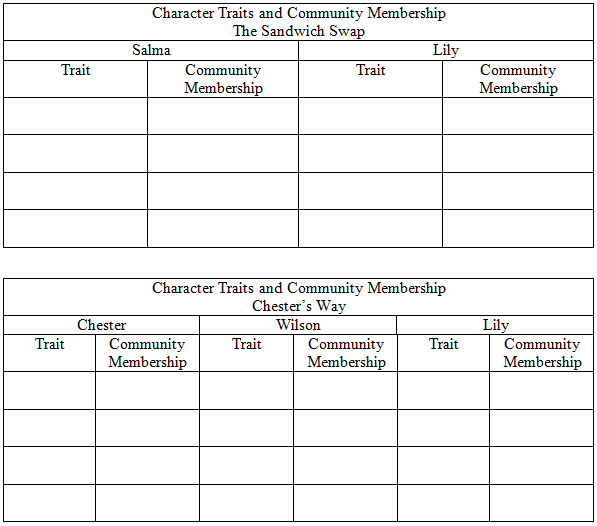 Character Traits and Community Membership
The Sandwich Swap
Salma Lily
Trait Community Membership Trait Community Membership
Character Traits and Community Membership
Chester's Way
Chester Wilson Lily
Trait Community Membership Trait Community Membership Trait Community Membership